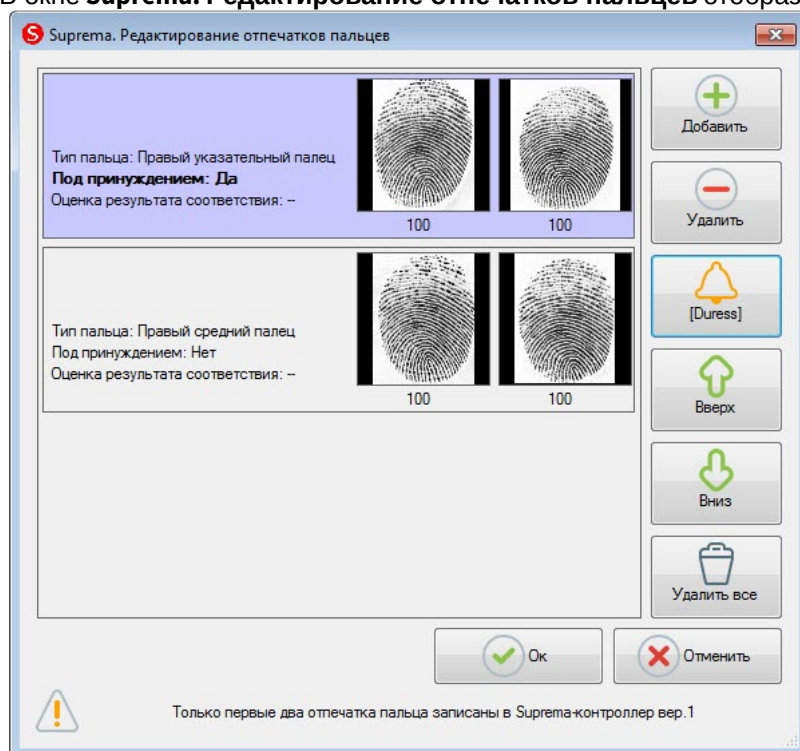 В окне Suprema. Редактирование отпечатков пальцев отобраз
Suprema. Редактирование отпечатков пальцев
Тип пальца: Правый указательный палец
Под принуждением: Да
Оценка результата соответствия: --
100 100
Тип пальца: Правый средний палец
Под принуждением: Нет
Оценка результата соответствия: --
100 100
Добавить
Удалить
[Duress]
Вверх
Вниз
Удалить все
Ок Отменить
Только первые два отпечатка пальца записаны в Suprema-контроллер вер.1